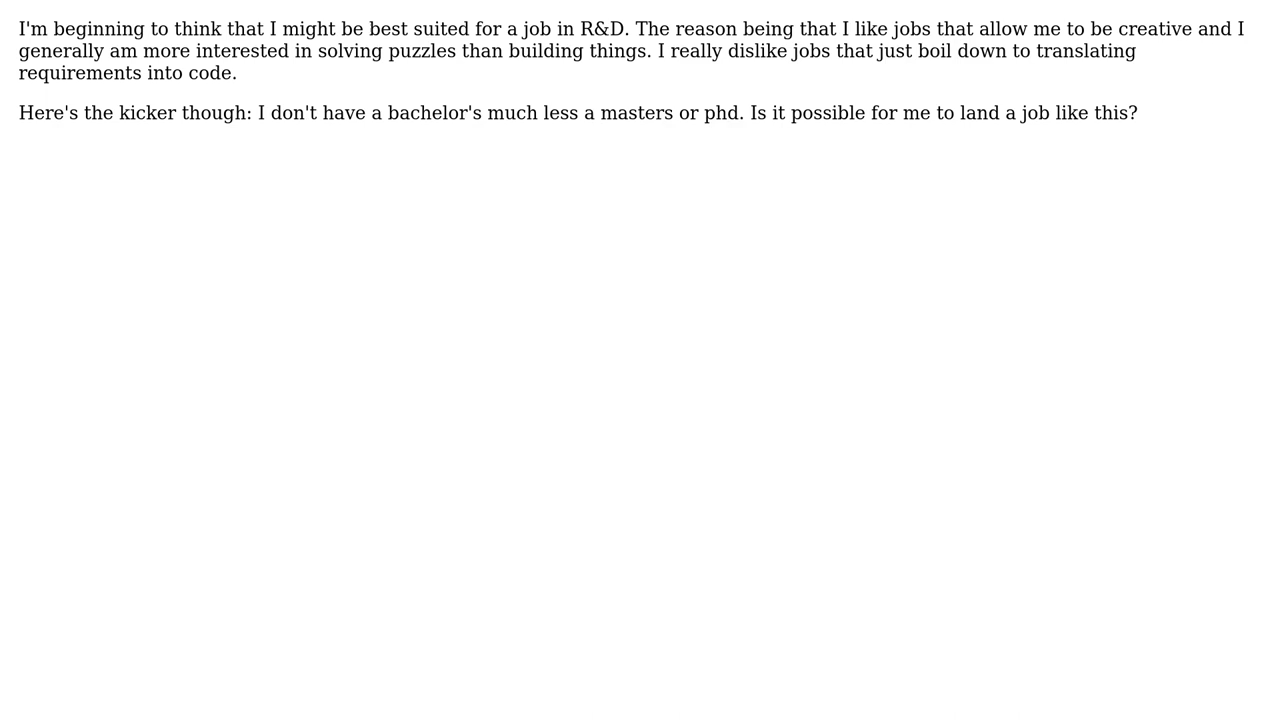 I'm beginning to think that I might be best suited for a job in R&D. The reason being that I like jobs that allow me to be creative and I
generally am more interested in solving puzzles than building things. I really dislike jobs that just boil down to translating
requirements into code.
Here's the kicker though: I don't have a bachelor's much less a masters or phd. Is it possible for me to land a job like this?